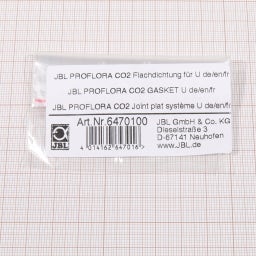 JBL PROFLORA CO2 Flachdichtung für U de/en/fr
JBL PROFLORA CO2 GASKET U de/en/fr
JBL PROFLORA CO2 Joint plat système U de/en/fr
Art.Nr.6470100
JBL
4 014162 647016 >
JBL GmbH & Co. KG
Dieselstraße 3
D-67141 Neuhofen
www.JBL.de